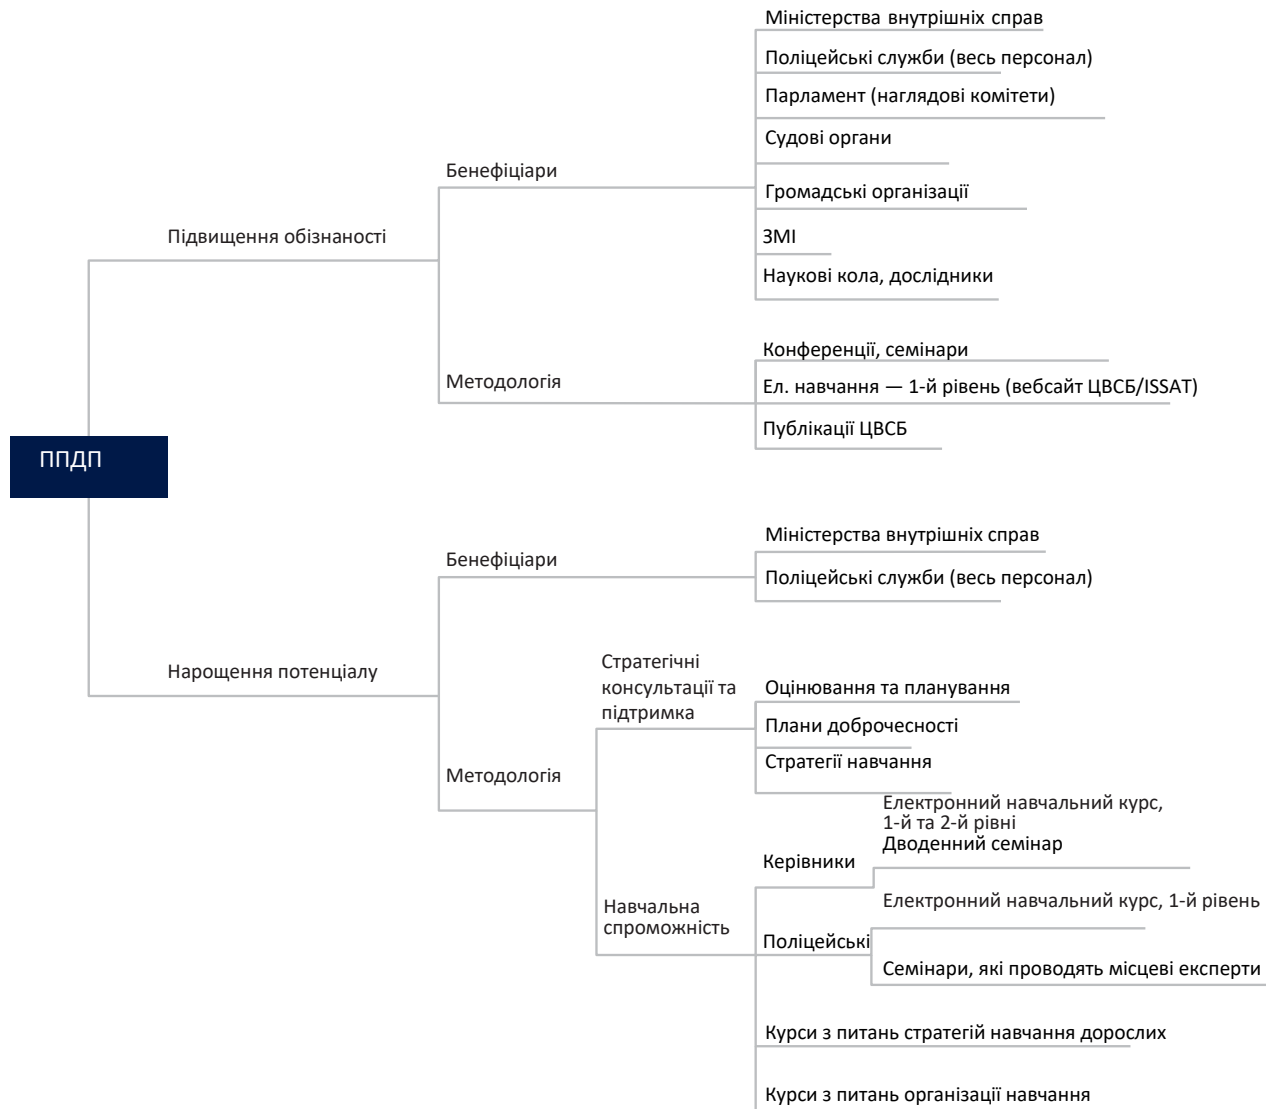 Міністерства внутрішніх справ
Поліцейські служби (весь персонал)
Парламент (наглядові комітети)
Судові органи
Бенефіціари
Громадські організації
Підвищення обізнаності
ЗМІ
Наукові кола, дослідники
Конференції, семінари
Методологія
Ел. навчання — 1-й рівень (вебсайт ЦВСБ/ISSAT)
Публікації ЦВСБ
ППДП
Міністерства внутрішніх справ
Бенефіціари
Поліцейські служби (весь персонал)
Нарощення потенціалу
Стратегічні
консультації та
підтримка
Оцінювання та планування
Плани доброчесності
Стратегії навчання
Методологія
Електронний навчальний курс,
1-й та 2-й рівні
Дводенний семінар
Керівники
Навчальна
спроможність
Електронний навчальний курс, 1-й рівень
Поліцейські
Семінари, які проводять місцеві експерти
Курси з питань стратегій навчання дорослих
Курси з питань організації навчання